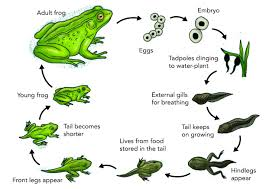 Adult frog
Embryo
Eggs
Tadpoles clinging
to water-plant
Young frog
External gills
for breathing
Tail becomes
shorter
Tail keeps
on growing
Lives from food
stored in the tail
Hindlegs
appear
Front legs appear